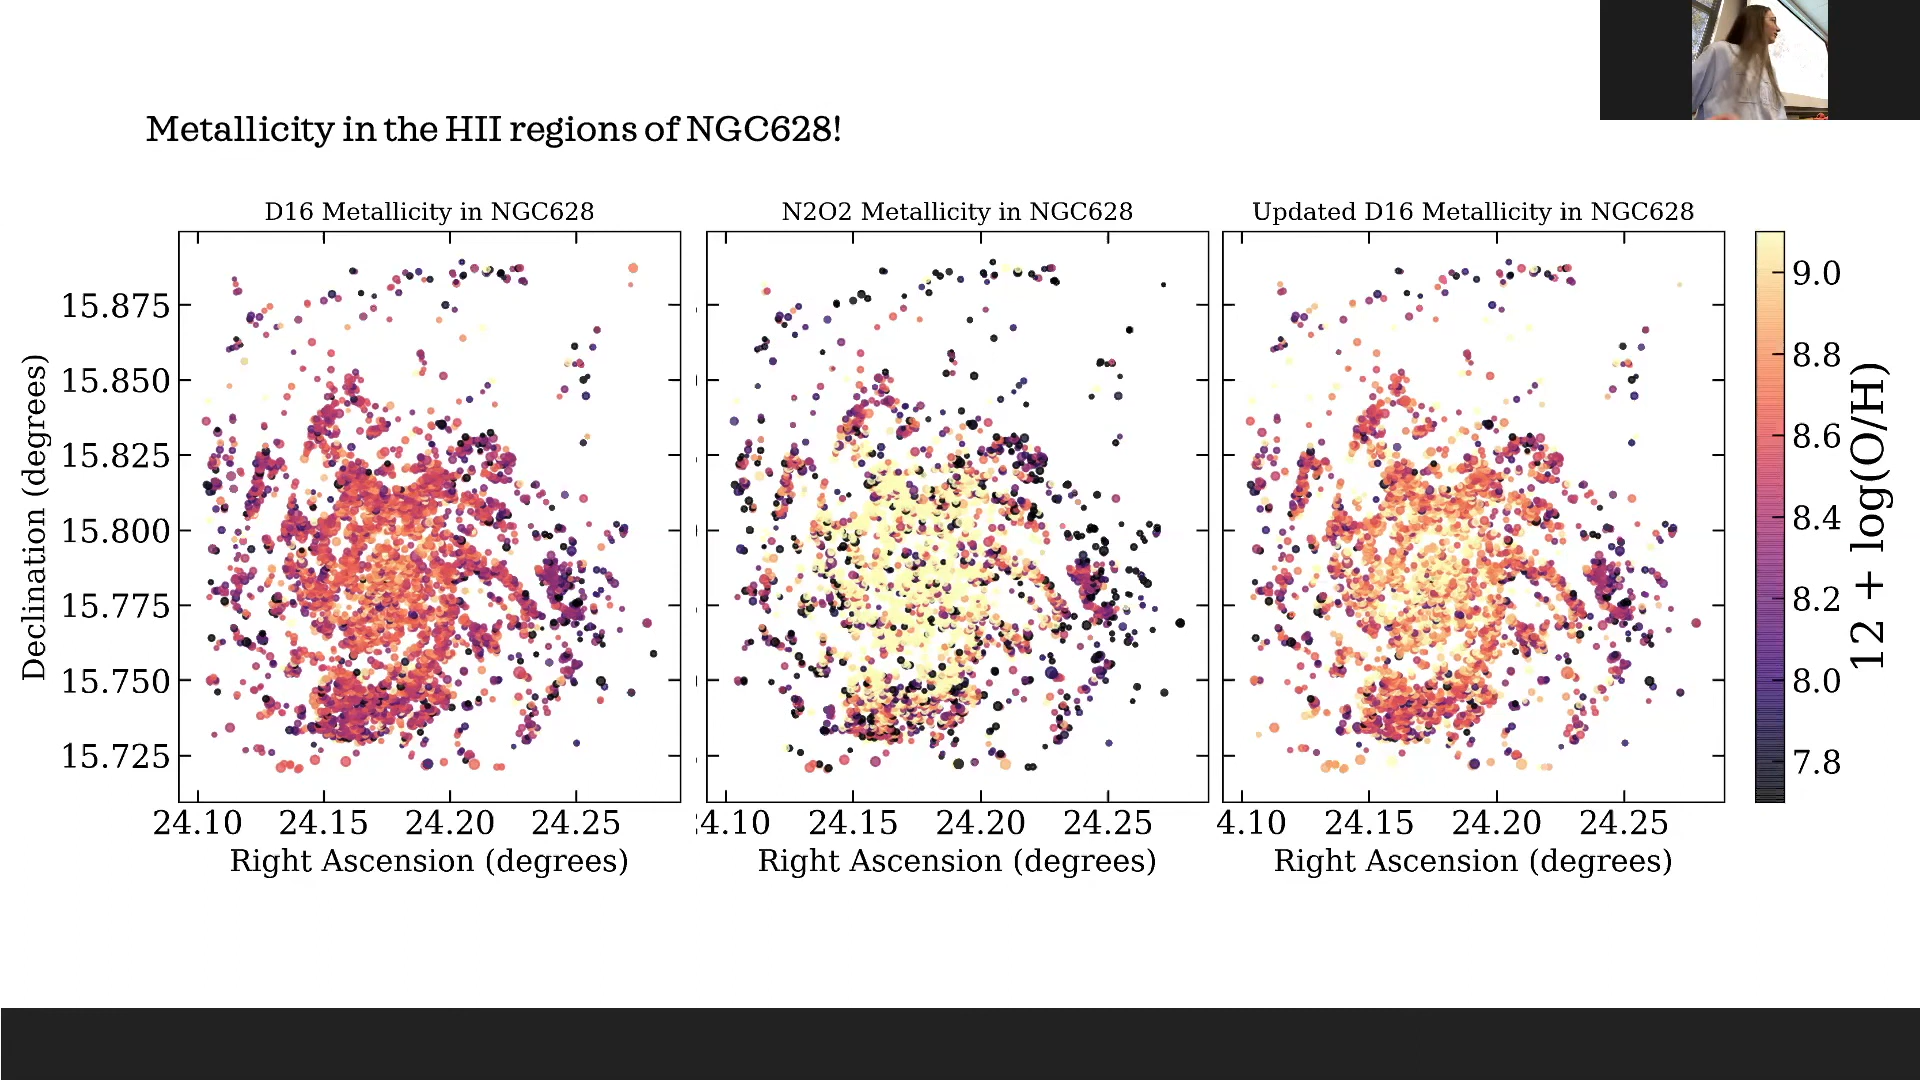 Metallicity in the HII regions of NGC628!
D16 Metallicity in NGC628
N2O2 Metallicity in NGC628
Updated D16 Metallicity in NGC628
Declination (degrees)
15.875
15.850
15.825
15.800
15.775
15.750
15.725
24.10 24.15 24.20 24.25
Right Ascension (degrees)
4.10 24.15 24.20 24.25
Right Ascension (degrees)
4.10 24.15 24.20 24.25
Right Ascension (degrees)
9.0
8.8
8.6
8.4
8.2
8.0
7.8
12 + log(O/H)